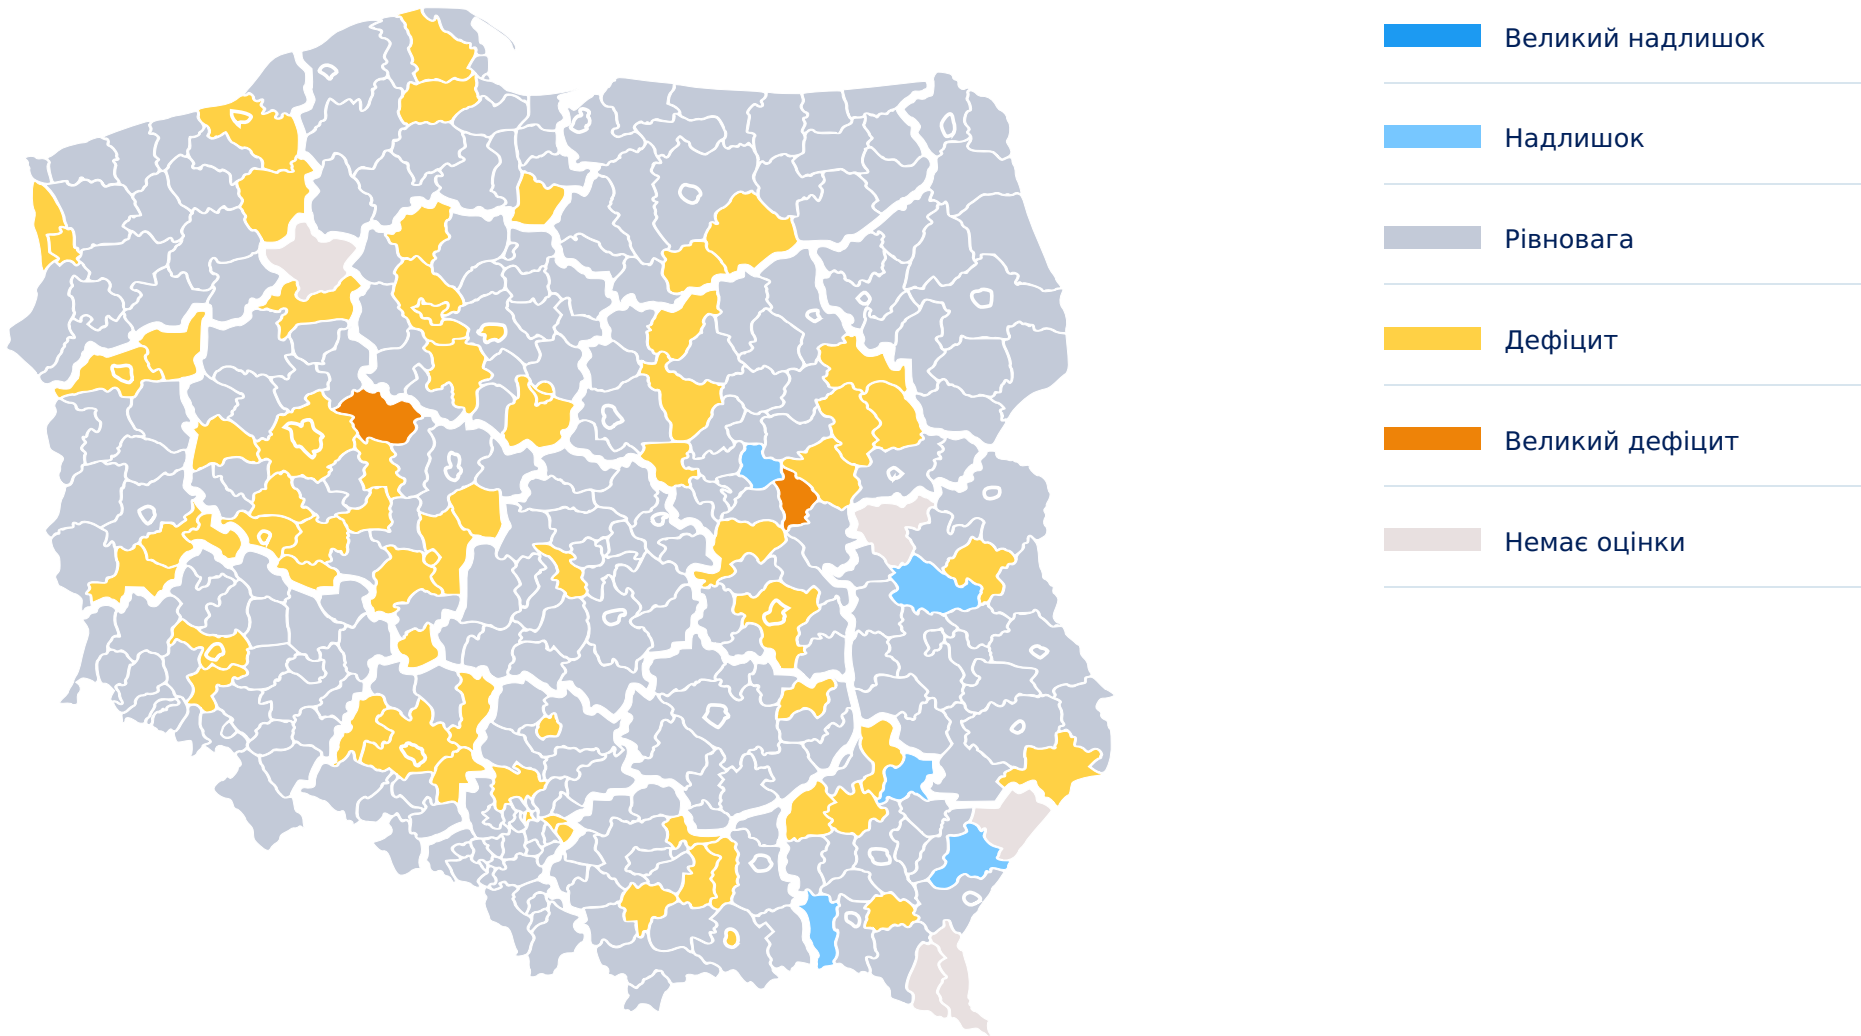 Великий надлишок
Надлишок
Рівновага
Дефіцит
Великий дефіцит
Немає оцінки